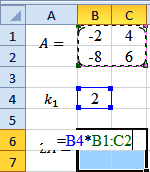 A B C
1 A = -2 4
2 -8 6
3
4 k₁ 2
5
6 =B4*B1:C2
7